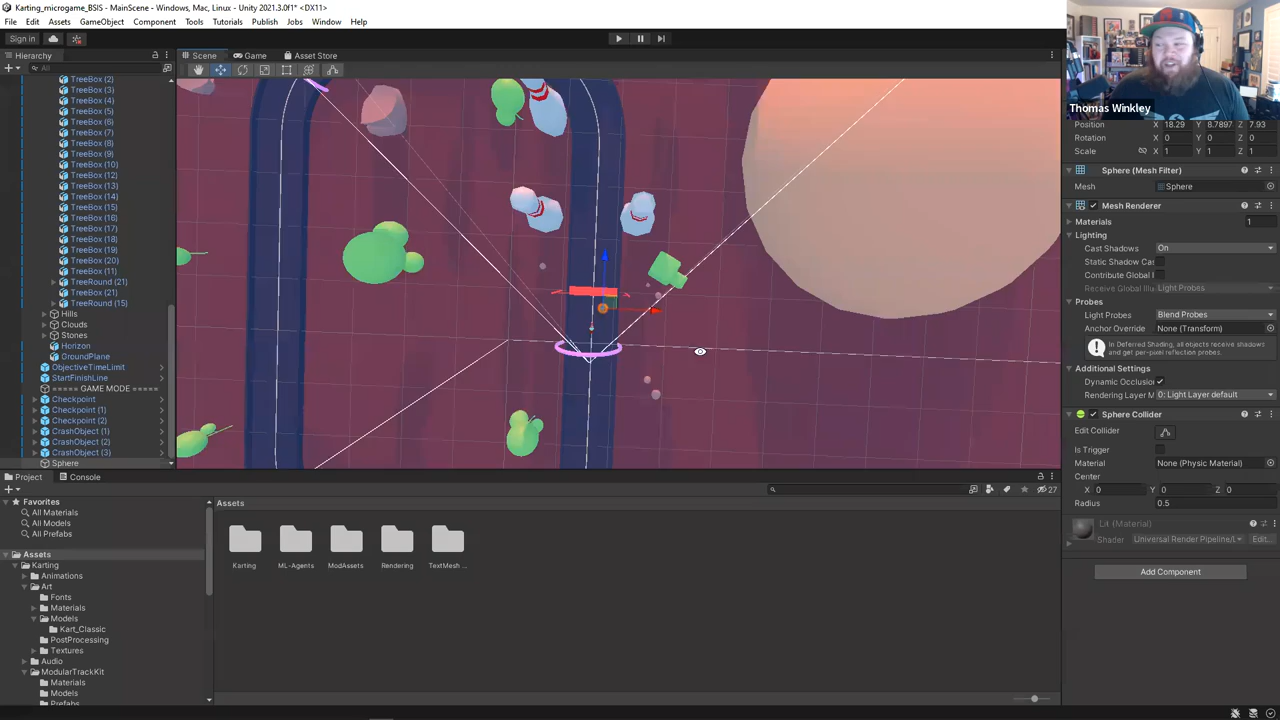 Karting_microgame_BSIS - MainScene - Windows, Mac, Linux - Unity 2021.3.0f1* <DX11>
File Edit Assets GameObject Component Tools Tutorials Publish Jobs Window Help
Sign in
Hierarchy
Scene Game Asset Store
All
TreeBox (2)
TreeBox (3)
TreeBox (4)
TreeBox (5)
TreeBox (6)
TreeBox (7)
TreeBox (8)
TreeBox (9)
TreeBox (10)
TreeBox (12)
TreeBox (13)
TreeBox (14)
TreeBox (15)
TreeBox (16)
TreeBox (17)
TreeBox (18)
TreeBox (19)
TreeBox (20)
TreeBox (11)
TreeRound (21)
TreeBox (21)
TreeRound (15)
Hills
Clouds
Stones
Horizon
GroundPlane
ObjectiveTimeLimit
StartFinishLine
===== GAME MODE =====
Checkpoint
Checkpoint (1)
Checkpoint (2)
CrashObject (1)
CrashObject (2)
CrashObject (3)
Sphere
Thomas Winkley
Position X 18.29 Y 8.7897 Z 7.93
Rotation X 0 Y 0 Z 0
Scale X 1 Y 1 Z 1
Sphere (Mesh Filter)
Mesh Sphere
Mesh Renderer
Materials 1
Lighting
Cast Shadows On
Static Shadow Cas
Contribute Global I
Receive Global Illu Light Probes
Probes
Light Probes Blend Probes
Anchor Override None (Transform)
In Deferred Shading, all objects receive shadows
and get per-pixel reflection probes.
Additional Settings
Dynamic Occlusion
Rendering Layer M 0: Light Layer default
Sphere Collider
Edit Collider
Is Trigger
Material None (Physic Material)
Center
X 0 Y 0 Z 0
Radius 0.5
Lit (Material)
Shader Universal Render Pipeline/L Edit...
Add Component
Project Console
27
Favorites
All Materials
All Models
All Prefabs
Assets
Karting
Animations
Art
Fonts
Materials
Models
Kart_Classic
PostProcessing
Textures
Audio
ModularTrackKit
Materials
Models
Prefabs
Assets
Karting ML-Agents ModAssets Rendering TextMesh ...